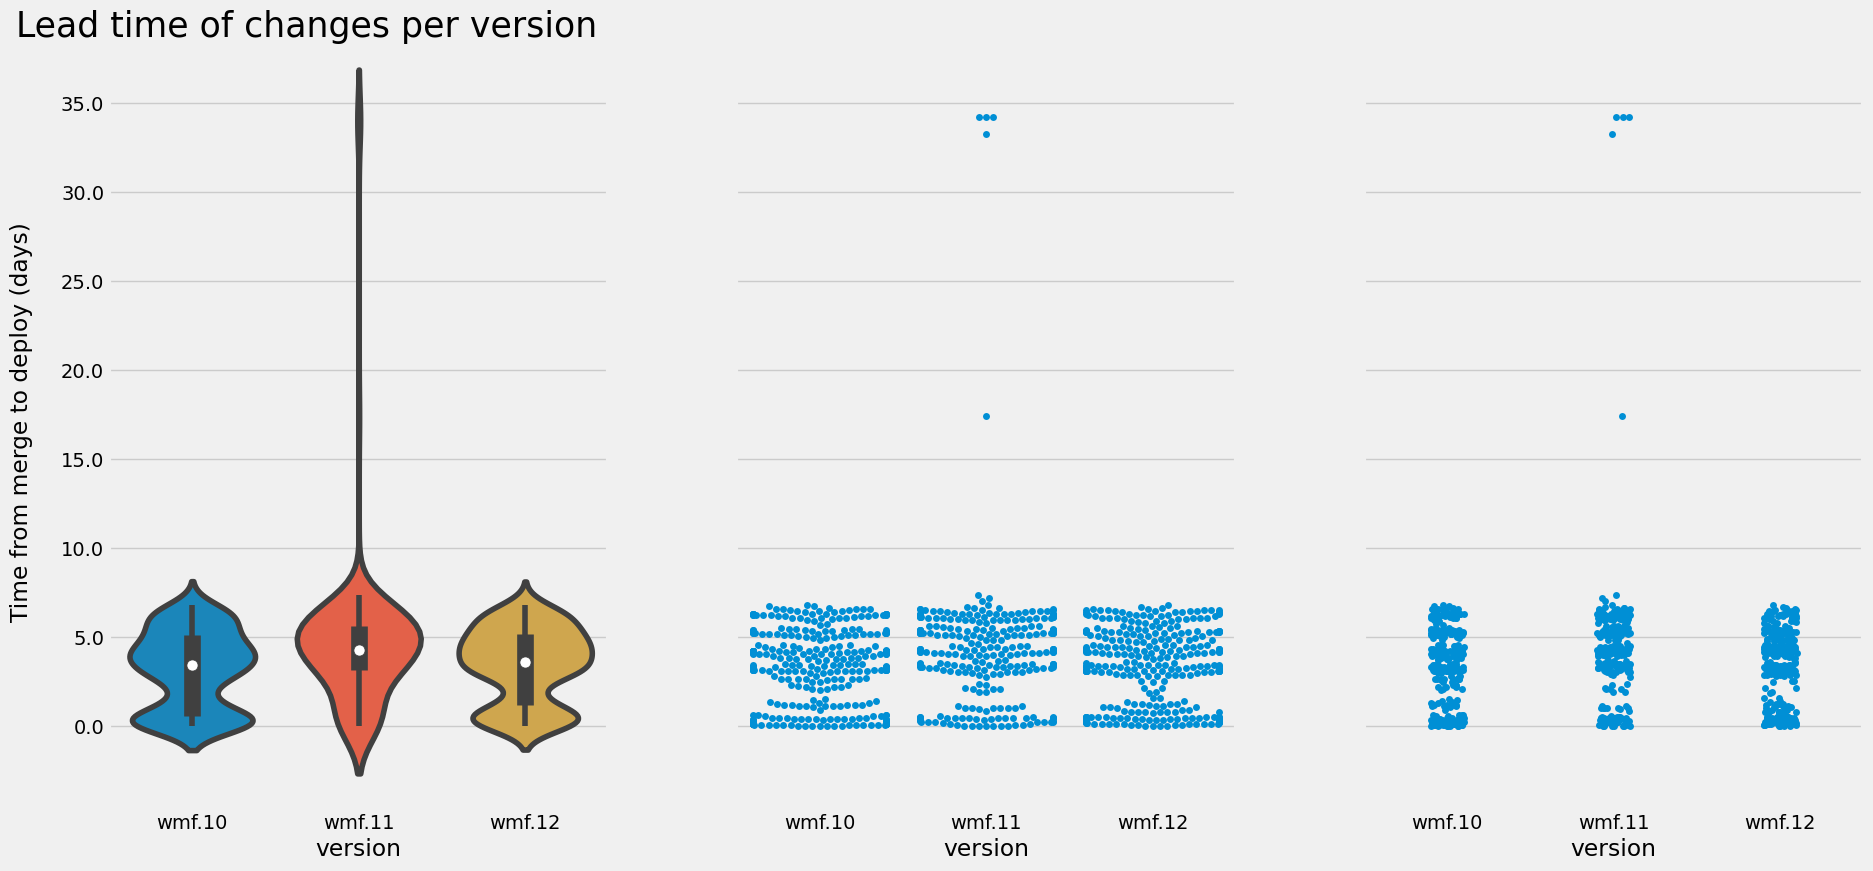 Lead time of changes per version
Time from merge to deploy (days)
35.0
30.0
25.0
20.0
15.0
10.0
5.0
0.0
wmf.10 wmf.11 wmf.12
version
wmf.10 wmf.11 wmf.12
version
wmf.10 wmf.11 wmf.12
version